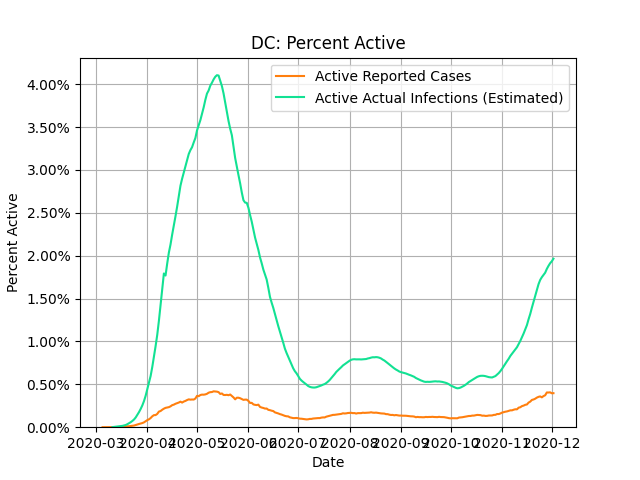 DC: Percent Active
Active Reported Cases
Active Actual Infections (Estimated)
Percent Active
4.00%
3.50%
3.00%
2.50%
2.00%
1.50%
1.00%
0.50%
0.00%
2020-03 2020-04 2020-05 2020-06 2020-07 2020-08 2020-09 2020-10 2020-11 2020-12
Date